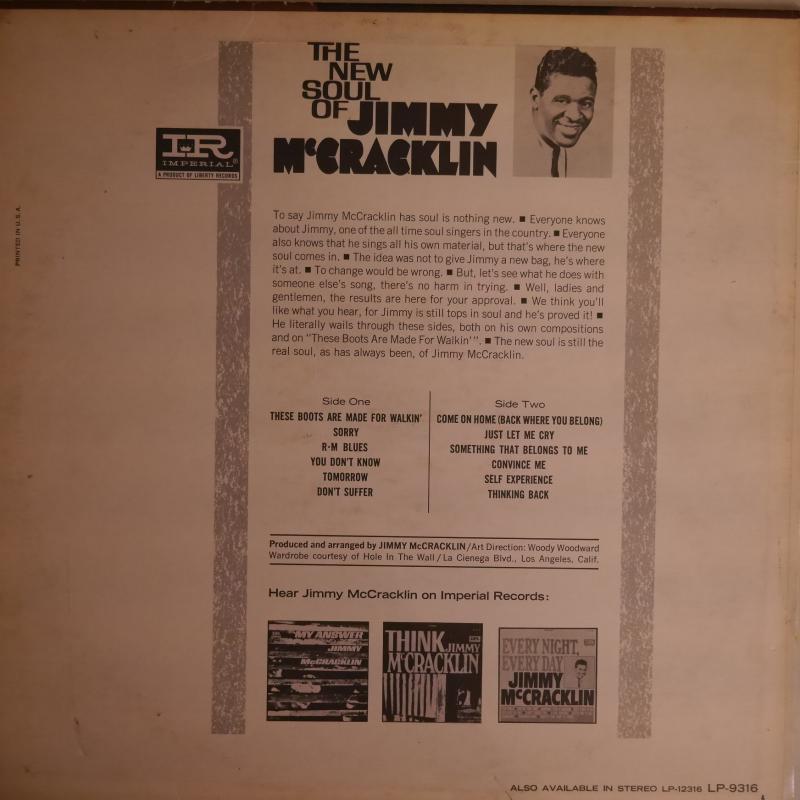 THE
NEW
SOUL
OF JIMMY
McCRACKLIN
IR
IMPERIAL®
A PRODUCT OF LIBERTY RECORDS
PRINTED IN U.S.A.
To say Jimmy McCracklin has soul is nothing new. ■ Everyone knows
about Jimmy, one of the all time soul singers in the country. ■ Everyone
also knows that he sings all his own material, but that's where the new
soul comes in. ■ The idea was not to give Jimmy a new bag, he's where
it's at. ■ To change would be wrong. ■ But, let's see what he does with
someone else's song, there's no harm in trying. ■ Well, ladies and
gentlemen, the results are here for your approval. ■ We think you'll
like what you hear, for Jimmy is still tops in soul and he's proved it! ■
He literally wails through these sides, both on his own compositions
and on "These Boots Are Made For Walkin'". ■ The new soul is still the
real soul, as has always been, of Jimmy McCracklin.
Side One
THESE BOOTS ARE MADE FOR WALKIN'
SORRY
R·M BLUES
YOU DON'T KNOW
TOMORROW
DON'T SUFFER
Side Two
COME ON HOME (BACK WHERE YOU BELONG)
JUST LET ME CRY
SOMETHING THAT BELONGS TO ME
CONVINCE ME
SELF EXPERIENCE
THINKING BACK
Produced and arranged by JIMMY McCRACKLIN/Art Direction: Woody Woodward
Wardrobe courtesy of Hole In The Wall/La Cienega Blvd., Los Angeles, Calif.
Hear Jimmy McCracklin on Imperial Records:
MY ANSWER
JIMMY
McCRACKLIN
THINK JIMMY
McCRACKLIN
EVERY NIGHT,
EVERY DAY
JIMMY
McCRACKLIN
ALSO AVAILABLE IN STEREO LP-12316 LP-9316